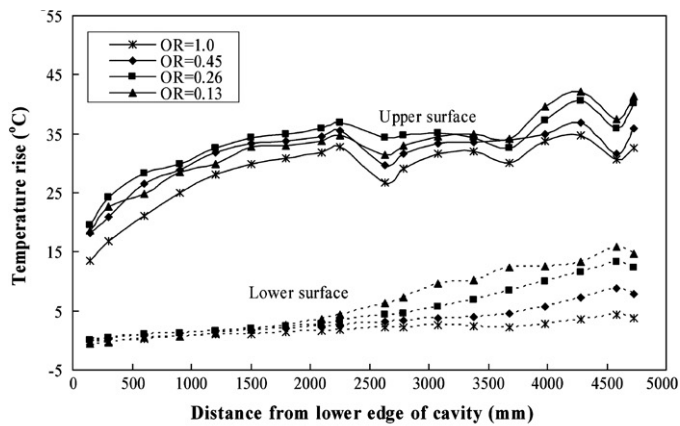 55
45
35
25
15
5
-5
Temperature rise (°C)
OR=1.0
OR=0.45
OR=0.26
OR=0.13
Upper surface
Lower surface
0 500 1000 1500 2000 2500 3000 3500 4000 4500 5000
Distance from lower edge of cavity (mm)